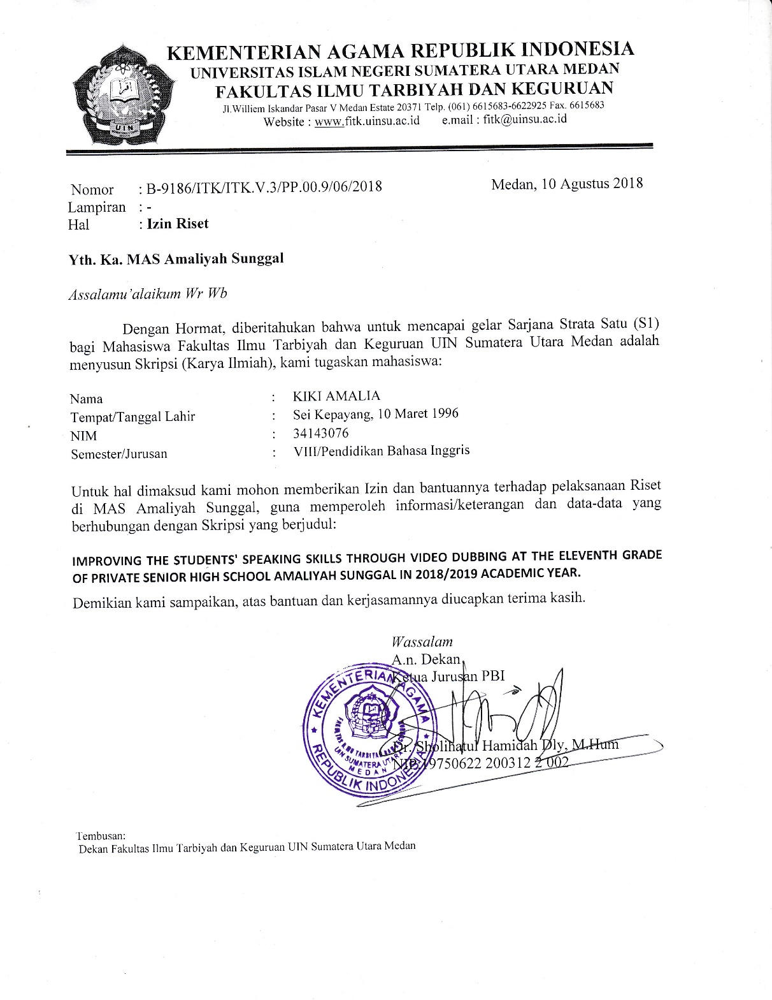 KEMENTERIAN AGAMA REPUBLIK INDONESIA
UNIVERSITAS ISLAM NEGERI SUMATERA UTARA MEDAN
FAKULTAS ILMU TARBIYAH DAN KEGURUAN
Jl.Williem Iskandar Pasar V Medan Estate 20371 Telp. (061) 6615683-6622925 Fax. 6615683
Website : www.fitk.uinsu.ac.id e.mail : fitk@uinsu.ac.id
UIN
SUMATERA UTARA
MEDAN
Nomor : B-9186/ITK/ITK.V.3/PP.00.9/06/2018 Medan, 10 Agustus 2018
Lampiran : -
Hal : Izin Riset
Yth. Ka. MAS Amaliyah Sunggal
Assalamu'alaikum Wr Wb
Dengan Hormat, diberitahukan bahwa untuk mencapai gelar Sarjana Strata Satu (S1)
bagi Mahasiswa Fakultas Ilmu Tarbiyah dan Keguruan UIN Sumatera Utara Medan adalah
menyusun Skripsi (Karya Ilmiah), kami tugaskan mahasiswa:
Nama : KIKI AMALIA
Tempat/Tanggal Lahir : Sei Kepayang, 10 Maret 1996
NIM : 34143076
Semester/Jurusan : VIII/Pendidikan Bahasa Inggris
Untuk hal dimaksud kami mohon memberikan Izin dan bantuannya terhadap pelaksanaan Riset
di MAS Amaliyah Sunggal, guna memperoleh informasi/keterangan dan data-data yang
berhubungan dengan Skripsi yang berjudul:
IMPROVING THE STUDENTS' SPEAKING SKILLS THROUGH VIDEO DUBBING AT THE ELEVENTH GRADE
OF PRIVATE SENIOR HIGH SCHOOL AMALIYAH SUNGGAL IN 2018/2019 ACADEMIC YEAR.
Demikian kami sampaikan, atas bantuan dan kerjasamannya diucapkan terima kasih.
Wassalam
A.n. Dekan
Ketua Jurusan PBI
Dr. Sholihatul Hamidah Dly, M.Hum
NIP.19750622 200312 2 002
KEMENTERIAN AGAMA
REPUBLIK INDONESIA
UIN SUMATERA UTARA
MEDAN
Tembusan:
Dekan Fakultas Ilmu Tarbiyah dan Keguruan UIN Sumatera Utara Medan